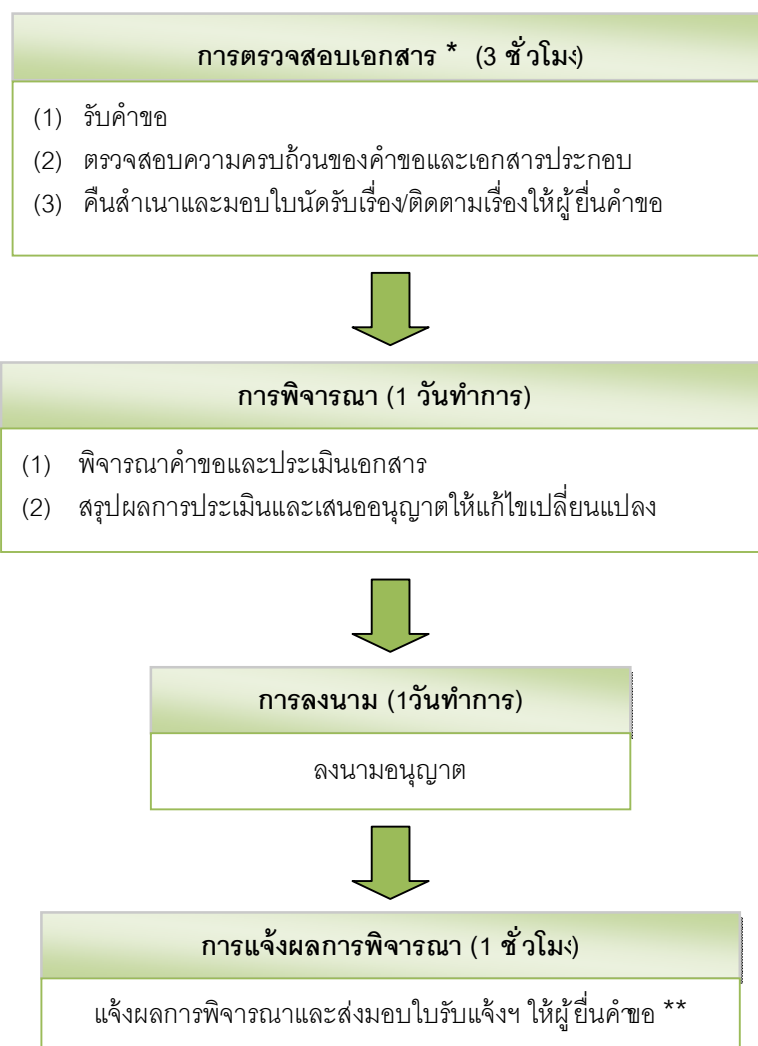 การตรวจสอบเอกสาร * (3 ชั่วโมง)
(1) รับคำขอ
(2) ตรวจสอบความครบถ้วนของคำขอและเอกสารประกอบ
(3) คืนสำเนาและมอบใบนัดรับเรื่อง/ติดตามเรื่องให้ผู้ยื่นคำขอ
การพิจารณา (1 วันทำการ)
(1) พิจารณาคำขอและประเมินเอกสาร
(2) สรุปผลการประเมินและเสนออนุญาตให้แก้ไขเปลี่ยนแปลง
การลงนาม (1วันทำการ)
ลงนามอนุญาต
การแจ้งผลการพิจารณา (1 ชั่วโมง)
แจ้งผลการพิจารณาและส่งมอบใบรับแจ้งฯ ให้ผู้ยื่นคำขอ **